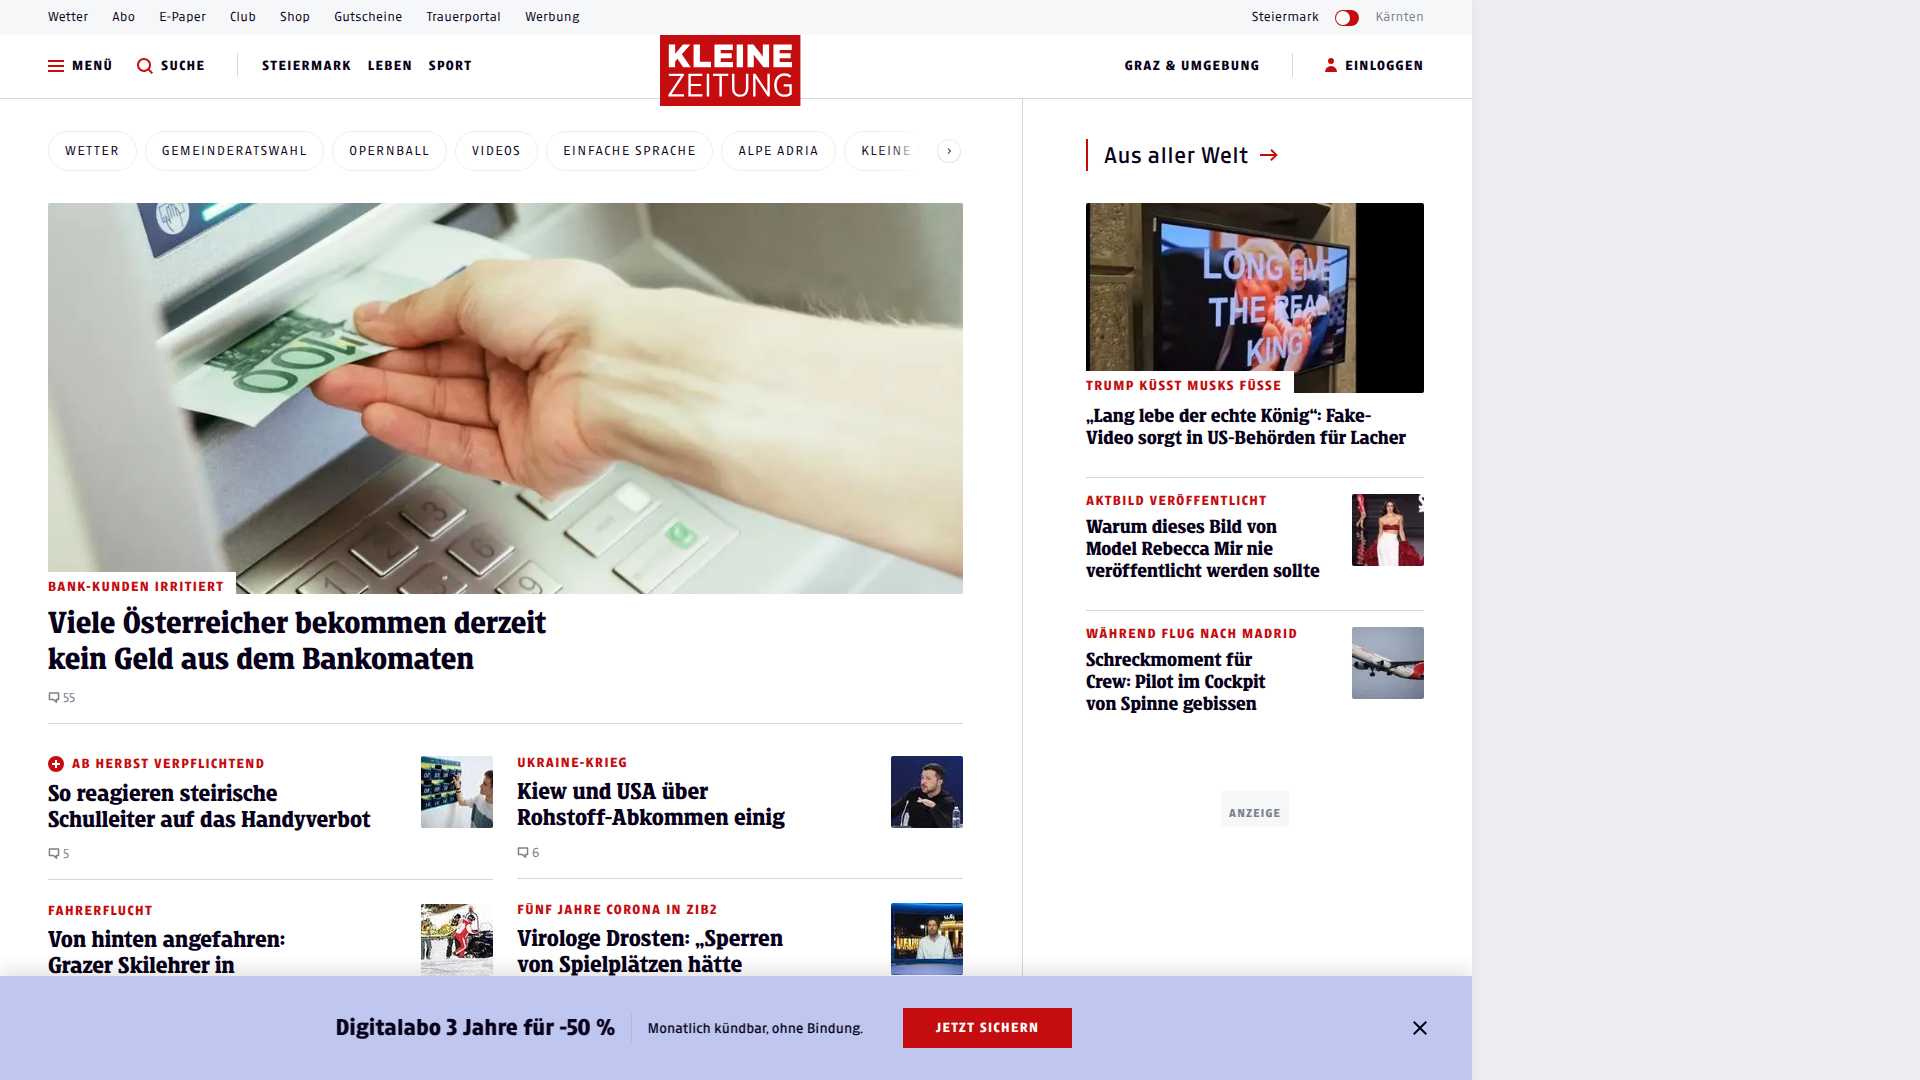 Wetter Abo E-Paper Club Shop Gutscheine Trauerportal Werbung Steiermark Kärnten
MENÜ SUCHE STEIERMARK LEBEN SPORT KLEINE ZEITUNG GRAZ & UMGEBUNG EINLOGGEN
WETTER GEMEINDERATSWAHL OPERNBALL VIDEOS EINFACHE SPRACHE ALPE ADRIA KLEINE
100
3
6
9
BANK-KUNDEN IRRITIERT
Viele Österreicher bekommen derzeit
kein Geld aus dem Bankomaten
55
AB HERBST VERPFLICHTEND
So reagieren steirische
Schulleiter auf das Handyverbot
5
UKRAINE-KRIEG
Kiew und USA über
Rohstoff-Abkommen einig
6
FAHRERFLUCHT
Von hinten angefahren:
Grazer Skilehrer in
FÜNF JAHRE CORONA IN ZIB2
Virologe Drosten: „Sperren
von Spielplätzen hätte
Aus aller Welt
LONG LIVE
THE REAL
KING
TRUMP KÜSST MUSKS FÜSSE
„Lang lebe der echte König“: Fake-
Video sorgt in US-Behörden für Lacher
AKTBILD VERÖFFENTLICHT
Warum dieses Bild von
Model Rebecca Mir nie
veröffentlicht werden sollte
WÄHREND FLUG NACH MADRID
Schreckmoment für
Crew: Pilot im Cockpit
von Spinne gebissen
ANZEIGE
Digitalabo 3 Jahre für -50 % Monatlich kündbar, ohne Bindung. JETZT SICHERN